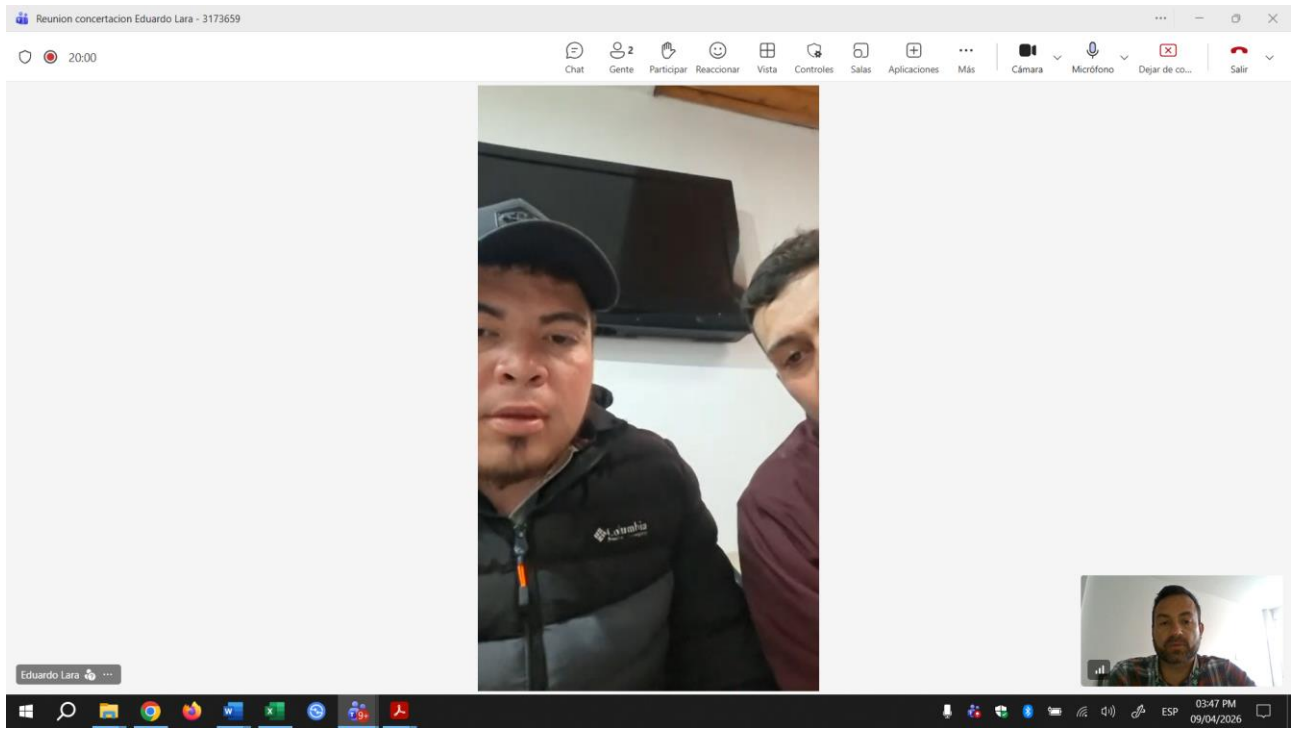 Reunion concertacion Eduardo Lara - 3173659
20:00
2
Chat
Gente
Participar
Reaccionar
Vista
Controles
Salas
Aplicaciones
Más
Cámara
Micrófono
Dejar de co...
Salir
Columbia
Eduardo Lara
9+
ESP
03:47 PM
09/04/2026